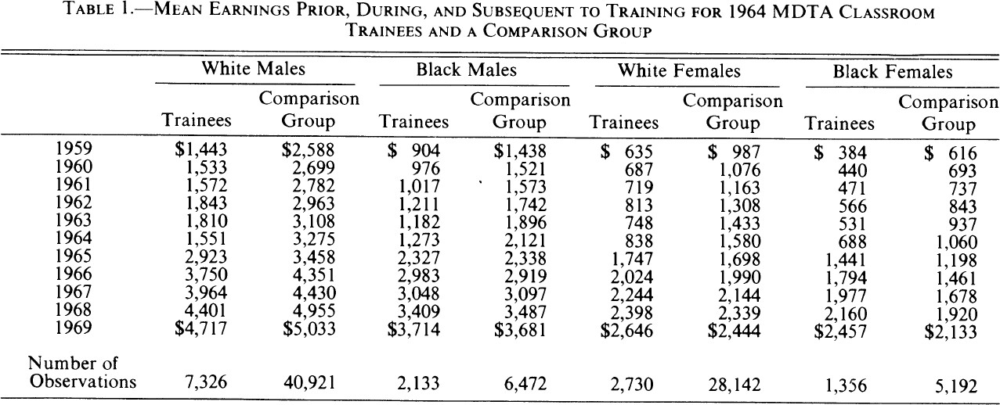 TABLE 1.—MEAN EARNINGS PRIOR, DURING, AND SUBSEQUENT TO TRAINING FOR 1964 MDTA CLASSROOM
TRAINEES AND A COMPARISON GROUP
White Males Black Males White Females Black Females
Comparison Comparison Comparison Comparison
Trainees Group Trainees Group Trainees Group Trainees Group
1959 $1,443 $2,588 $ 904 $1,438 $ 635 $ 987 $ 384 $ 616
1960 1,533 2,699 976 1,521 687 1,076 440 693
1961 1,572 2,782 1,017 1,573 719 1,163 471 737
1962 1,843 2,963 1,211 1,742 813 1,308 566 843
1963 1,810 3,108 1,182 1,896 748 1,433 531 937
1964 1,551 3,275 1,273 2,121 838 1,580 688 1,060
1965 2,923 3,458 2,327 2,338 1,747 1,698 1,441 1,198
1966 3,750 4,351 2,983 2,919 2,024 1,990 1,794 1,461
1967 3,964 4,430 3,048 3,097 2,244 2,144 1,977 1,678
1968 4,401 4,955 3,409 3,487 2,398 2,339 2,160 1,920
1969 $4,717 $5,033 $3,714 $3,681 $2,646 $2,444 $2,457 $2,133
Number of
Observations 7,326 40,921 2,133 6,472 2,730 28,142 1,356 5,192